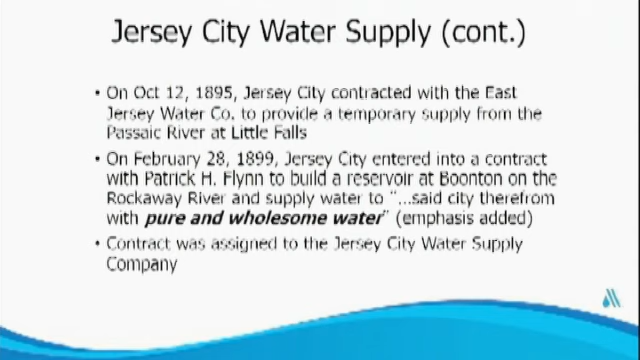 Jersey City Water Supply (cont.)
• On Oct 12, 1895, Jersey City contracted with the East
Jersey Water Co. to provide a temporary supply from the
Passaic River at Little Falls
• On February 28, 1899, Jersey City entered into a contract
with Patrick H. Flynn to build a reservoir at Boonton on the
Rockaway River and supply water to "...said city therefrom
with pure and wholesome water" (emphasis added)
• Contract was assigned to the Jersey City Water Supply
Company